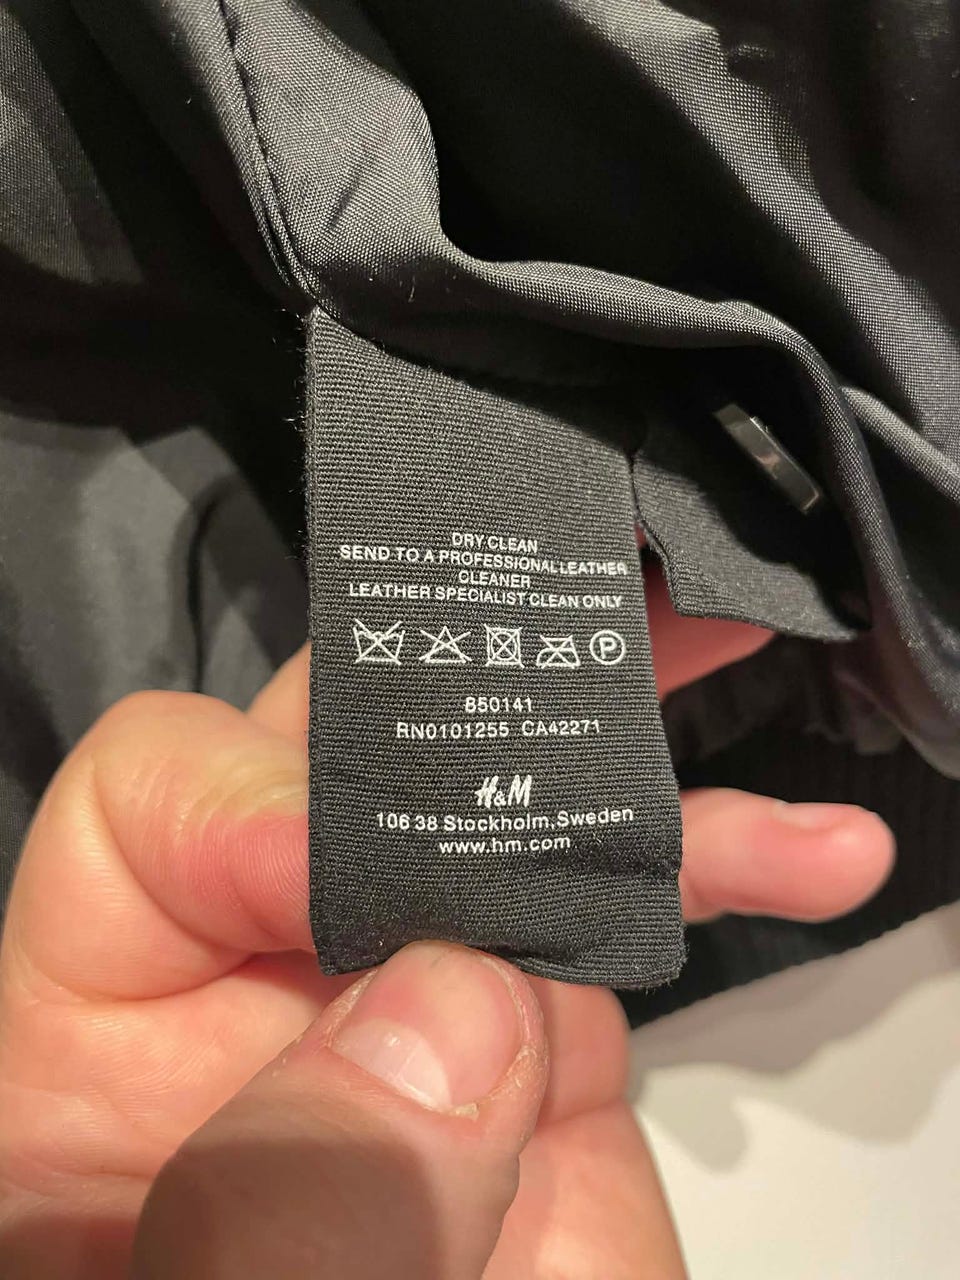 DRY CLEAN
SEND TO A PROFESSIONAL LEATHER
CLEANER
LEATHER SPECIALIST CLEAN ONLY
P
850141
RN0101255 CA42271
H&M
106 38 Stockholm, Sweden
www.hm.com